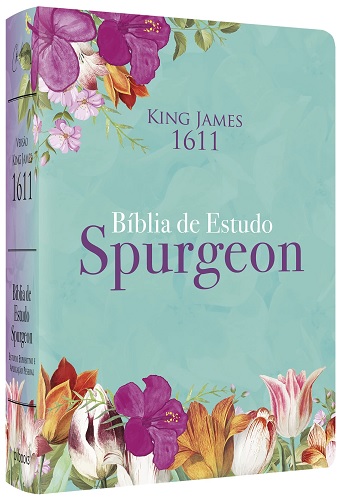 VERSÃO
KING JAMES
1611
Bíblia de
Estudo
Spurgeon
King James
1611
Bíblia de Estudo
Spurgeon